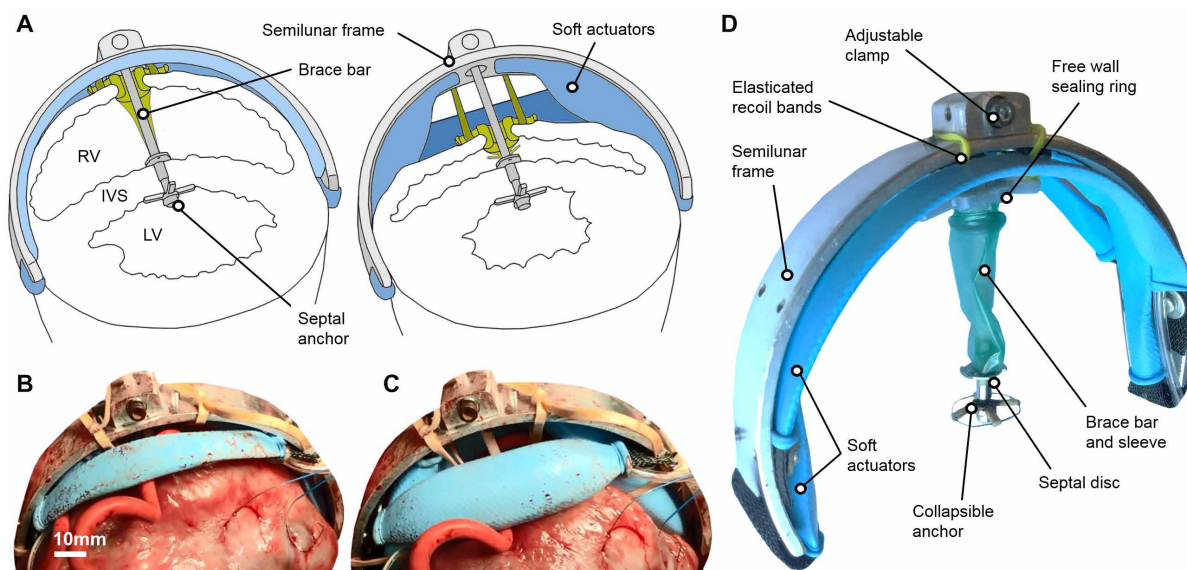 A
Semilunar frame
Soft actuators
Brace bar
RV
IVS
LV
Septal
anchor
B
10mm
C
D
Adjustable
clamp
Elasticated
recoil bands
Free wall
sealing ring
Semilunar
frame
Soft
actuators
Brace bar
and sleeve
Septal disc
Collapsible
anchor